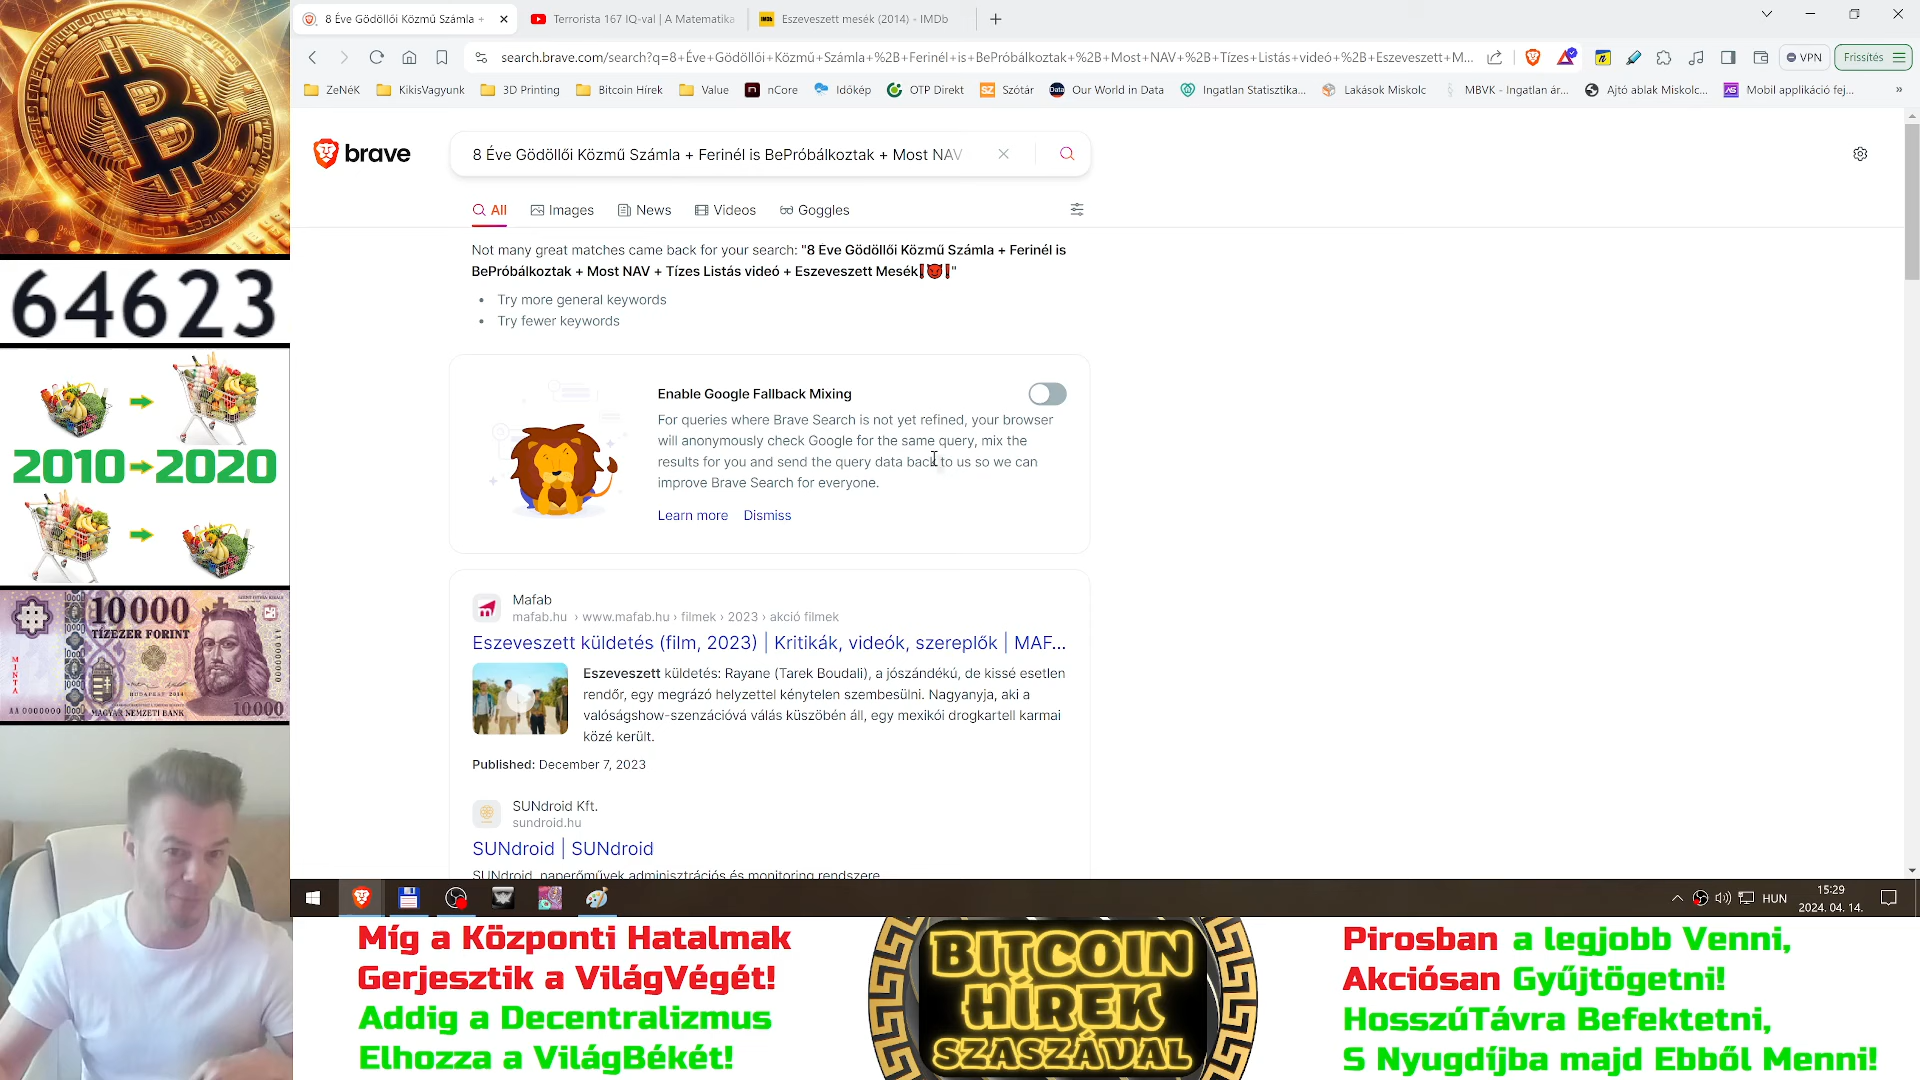 8 Éve Gödöllői Közmű Számla +
Terrorista 167 IQ-val | A Matematika
Eszeveszett mesék (2014) - IMDb
search.brave.com/search?q=8+Éve+Gödöllői+Közmű+Számla+%2B+Ferinél+is+BePróbálkoztak+%2B+Most+NAV+%2B+Tízes+Listás+videó+%2B+Eszeveszett+M...
VPN
Frissítés
ZeNéK
KikisVagyunk
3D Printing
Bitcoin Hírek
Value
nCore
Időkép
OTP Direkt
Szótár
Our World in Data
Ingatlan Statisztika...
Lakások Miskolc
MBVK - Ingatlan ár...
Ajtó ablak Miskolc...
Mobil applikáció fej...
brave
8 Éve Gödöllői Közmű Számla + Ferinél is BePróbálkoztak + Most NAV
All
Images
News
Videos
Goggles
Not many great matches came back for your search: "8 Eve Gödöllői Közmű Számla + Ferinél is
BePróbálkoztak + Most NAV + Tízes Listás videó + Eszeveszett Mesék❗😈❗"
Try more general keywords
Try fewer keywords
Enable Google Fallback Mixing
For queries where Brave Search is not yet refined, your browser
will anonymously check Google for the same query, mix the
results for you and send the query data back to us so we can
improve Brave Search for everyone.
Learn more Dismiss
Mafab
mafab.hu › www.mafab.hu › filmek › 2023 › akció filmek
Eszeveszett küldetés (film, 2023) | Kritikák, videók, szereplők | MAF...
Eszeveszett küldetés: Rayane (Tarek Boudali), a jószándékú, de kissé esetlen
rendőr, egy megrázó helyzettel kénytelen szembesülni. Nagyanyja, aki a
valóságshow-szenzációvá válás küszöbén áll, egy mexikói drogkartell karmai
közé került.
Published: December 7, 2023
SUNdroid Kft.
sundroid.hu
SUNdroid | SUNdroid
SUNdroid, naperőművek adminisztrációs és monitoring rendszere
HUN
15:29
2024. 04. 14.
64623
2010
2020
10000
TÍZEZER FORINT
MINTA
BUDAPEST 2014
AA 0000000
MAGYAR NEMZETI BANK
10.000
Míg a Központi Hatalmak
Gerjesztik a VilágVégét!
Addig a Decentralizmus
Elhozza a VilágBékét!
BITCOIN
HÍREK
SZASZÁVAL
Pirosban a legjobb Venni,
Akciósan Gyűjtögetni!
HosszúTávra Befektetni,
S Nyugdíjba majd Ebből Menni!